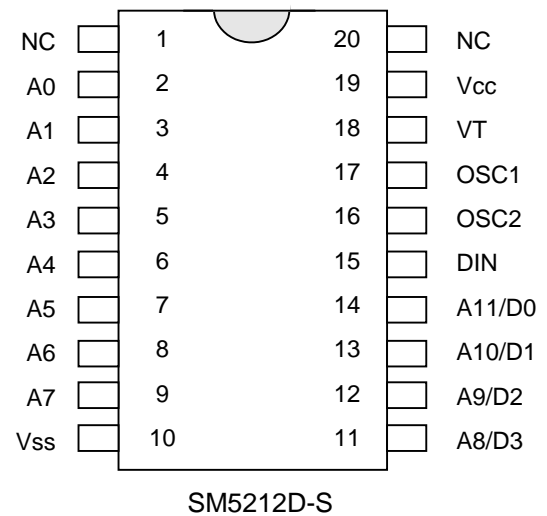 NC 1 20 NC
A0 2 19 Vcc
A1 3 18 VT
A2 4 17 OSC1
A3 5 16 OSC2
A4 6 15 DIN
A5 7 14 A11/D0
A6 8 13 A10/D1
A7 9 12 A9/D2
Vss 10 11 A8/D3
SM5212D-S